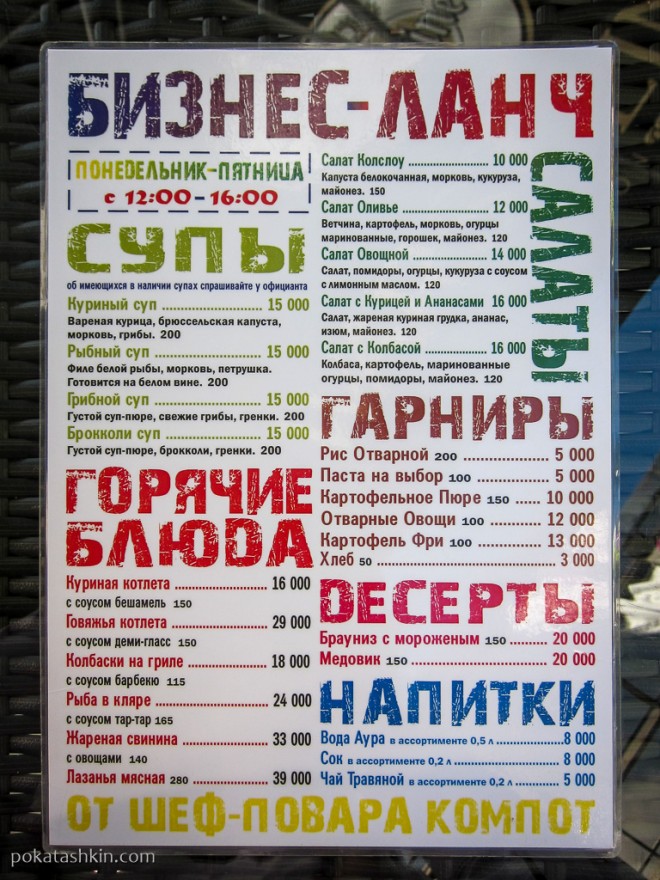 БИЗНЕС-ЛАНЧ
ПОНЕДЕЛЬНИК-ПЯТНИЦА
с 12:00-16:00
СУПЫ
об имеющихся в наличии супах спрашивайте у официанта
Куриный суп ........ 15 000
Вареная курица, брюссельская капуста,
морковь, грибы. 200
Рыбный суп ........ 15 000
Филе белой рыбы, морковь, петрушка.
Готовится на белом вине. 200
Грибной суп ........ 15 000
Густой суп-пюре, свежие грибы, гренки. 200
Брокколи суп ........ 15 000
Густой суп-пюре, брокколи, гренки. 200
ГОРЯЧИЕ
БЛЮДА
Куриная котлета ........ 16 000
с соусом бешамель 150
Говяжья котлета ........ 29 000
с соусом деми-гласс 150
Колбаски на гриле ........ 18 000
с соусом барбекю 115
Рыба в кляре ........ 24 000
с соусом тар-тар 165
Жареная свинина ........ 33 000
с овощами 140
Лазанья мясная 280 ........ 39 000
САЛАТЫ
Салат Колслоу ........ 10 000
Капуста белокочанная, морковь, кукуруза,
майонез. 150
Салат Оливье ........ 12 000
Ветчина, картофель, морковь, огурцы
маринованные, горошек, майонез. 120
Салат Овощной ........ 14 000
Салат, помидоры, огурцы, кукуруза с соусом
с лимонным маслом. 120
Салат с Курицей и Ананасами 16 000
Салат, жареная куриная грудка, ананас,
изюм, майонез. 120
Салат с Колбасой ........ 16 000
Колбаса, картофель, маринованные
огурцы, помидоры, майонез. 120
ГАРНИРЫ
Рис Отварной 200 ........ 5 000
Паста на выбор 100 ........ 5 000
Картофельное Пюре 150 ...... 10 000
Отварные Овощи 100 ........ 12 000
Картофель Фри 100 ........ 13 000
Хлеб 50 ........ 3 000
DЕСЕРТЫ
Брауниз с мороженым 150 ........ 20 000
Медовик 150 ........ 20 000
НАПИТКИ
Вода Аура в ассортименте 0,5 л ........ 8 000
Сок в ассортименте 0,2 л ........ 8 000
Чай Травяной в ассортименте 0,2 л ........ 5 000
ОТ ШЕФ-ПОВАРА КОМПОТ
pokatashkin.com